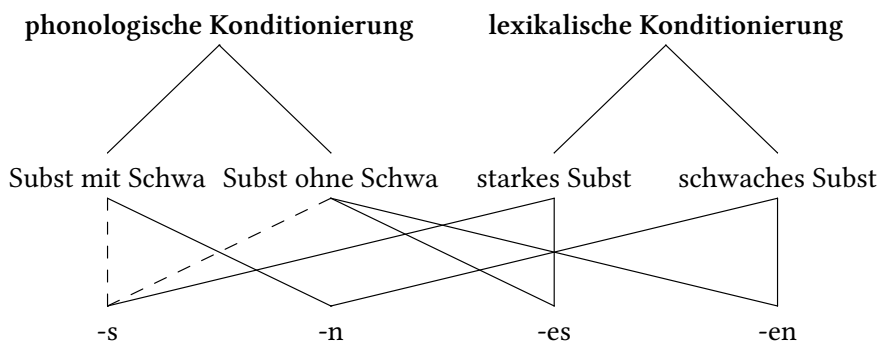 phonologische Konditionierung lexikalische Konditionierung
Subst mit Schwa Subst ohne Schwa starkes Subst schwaches Subst
-s -n -es -en